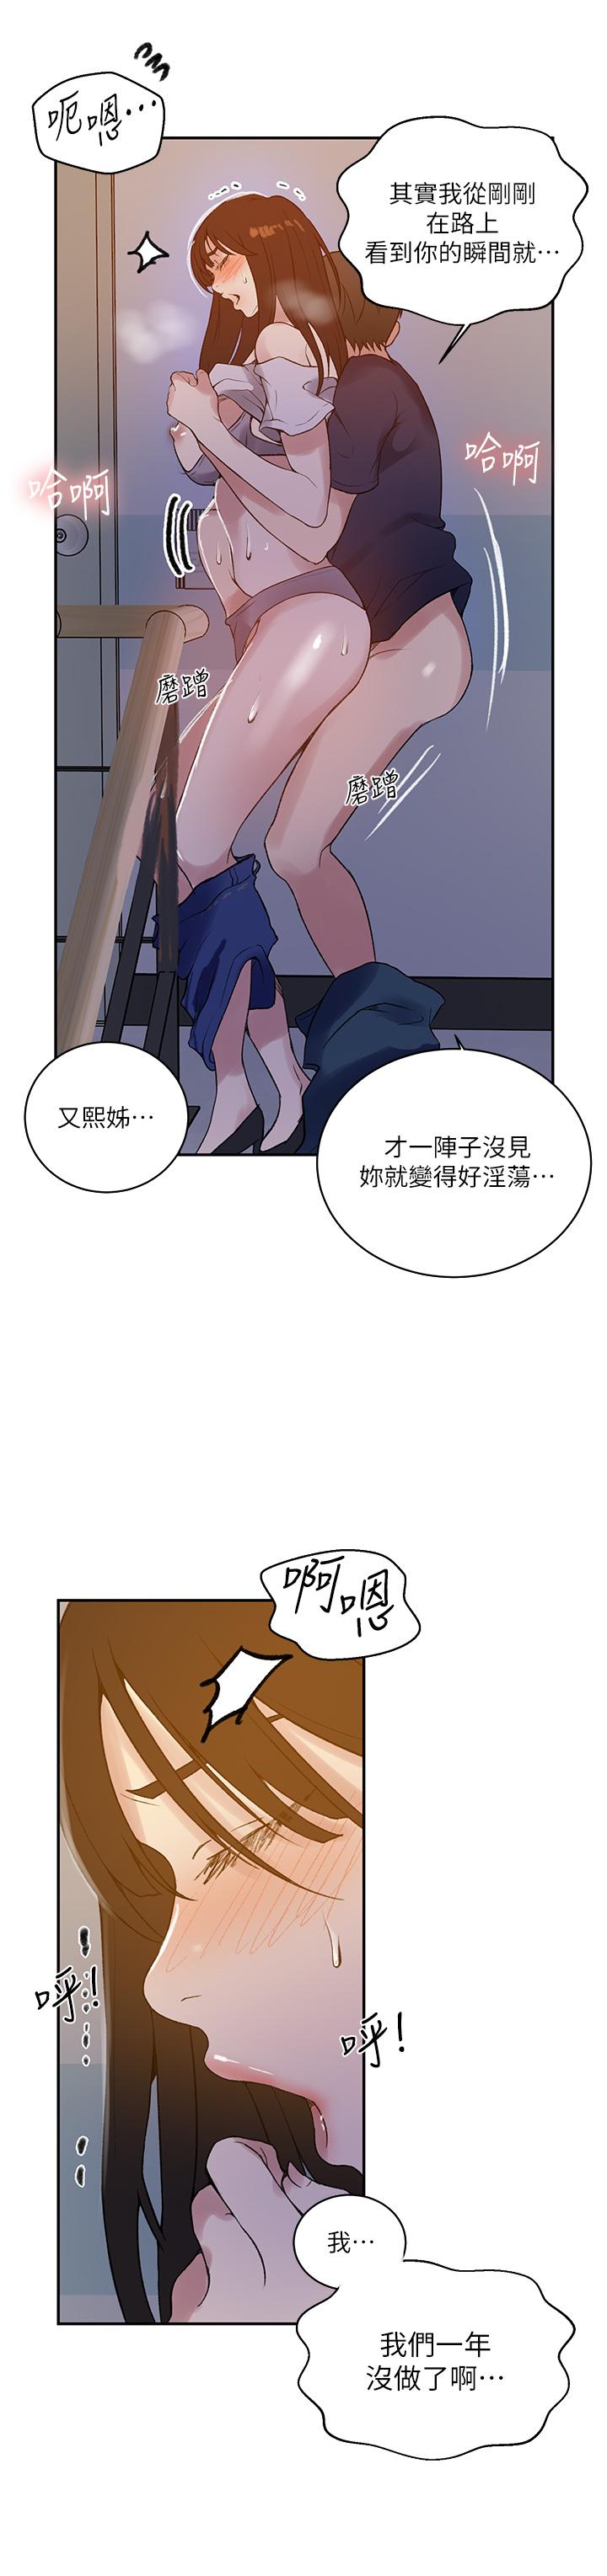 呃嗯…
其實我從剛剛
在路上
看到你的瞬間就…
哈啊
哈啊
磨蹭
磨蹭
又熙姊…
才一陣子沒見
妳就變得好淫蕩…
啊嗯
呼!
呼!
我…
我們一年
沒做了啊…